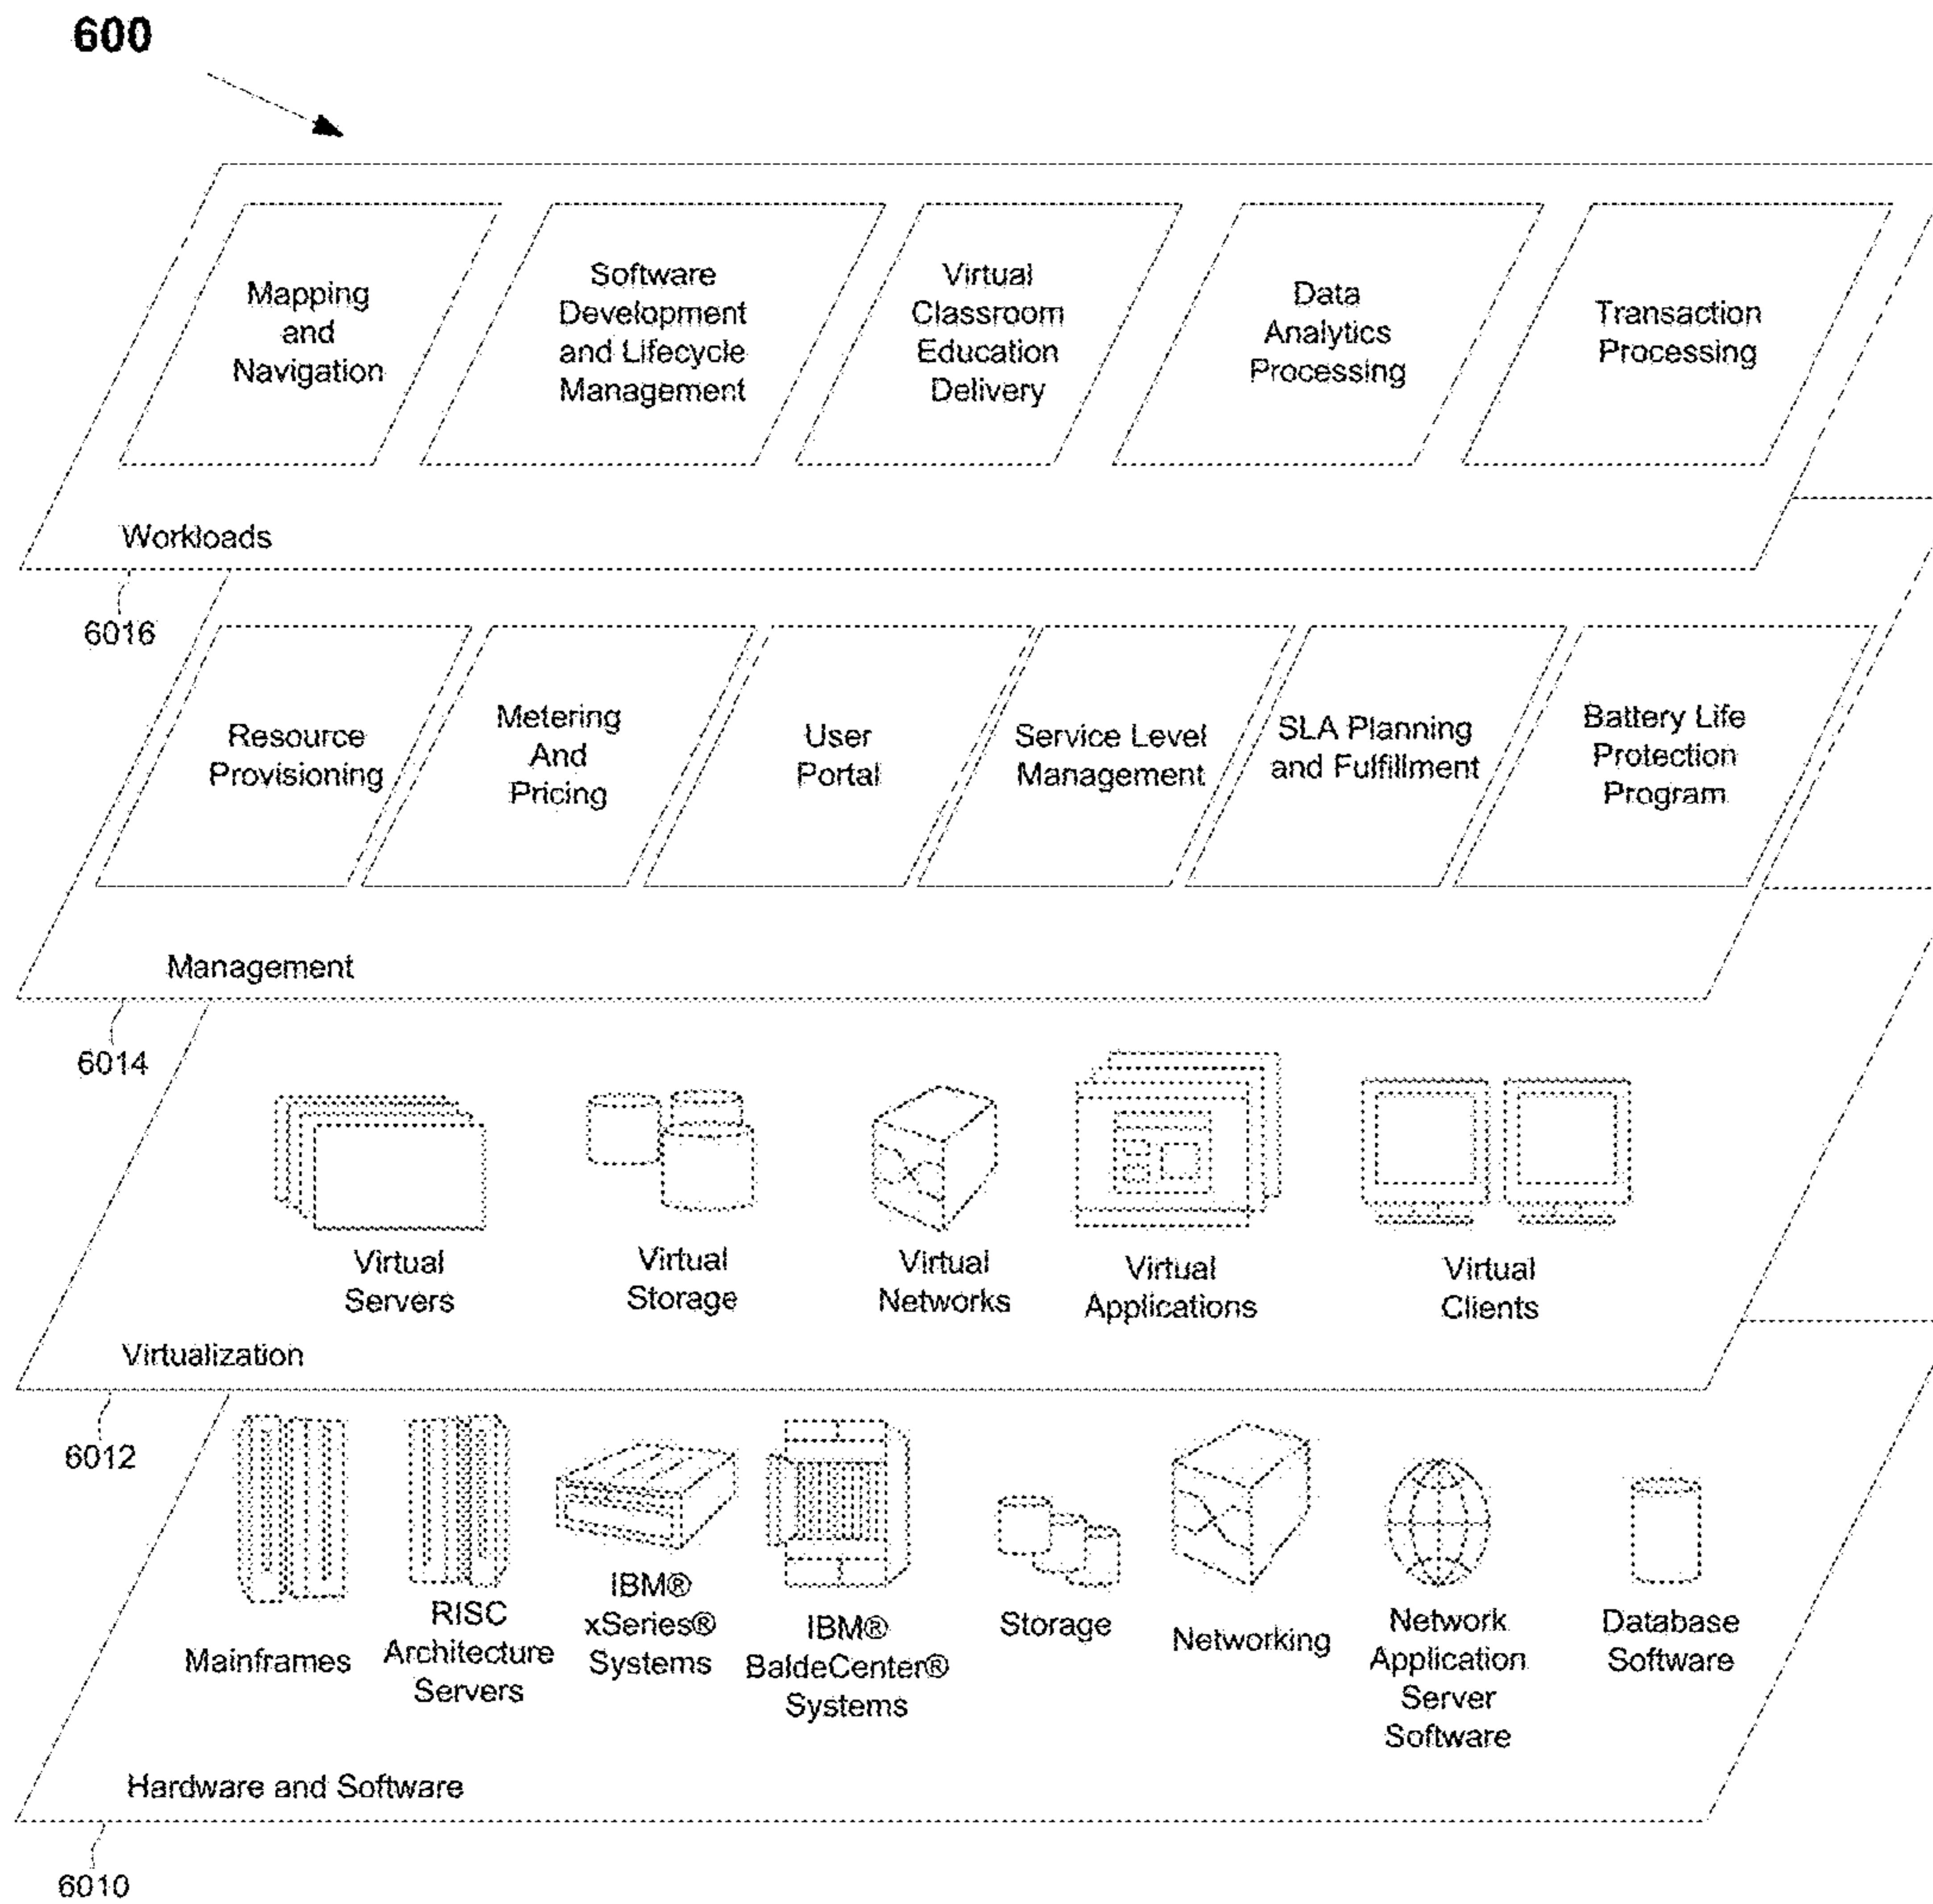 600
Mapping
and
Navigation
Software
Development
and Lifecycle
Management
Virtual
Classroom
Education
Delivery
Data
Analytics
Processing
Transaction
Processing
Workloads
6016
Resource
Provisioning
Metering
And
Pricing
User
Portal
Service Level
Management
SLA Planning
and Fulfillment
Battery Life
Protection
Program
Management
6014
Virtual
Servers
Virtual
Storage
Virtual
Networks
Virtual
Applications
Virtual
Clients
Virtualization
6012
Mainframes
RISC
Architecture
Servers
IBM®
xSeries®
Systems
IBM®
BaldeCenter®
Systems
Storage
Networking
Network
Application
Server
Software
Database
Software
Hardware and Software
6010